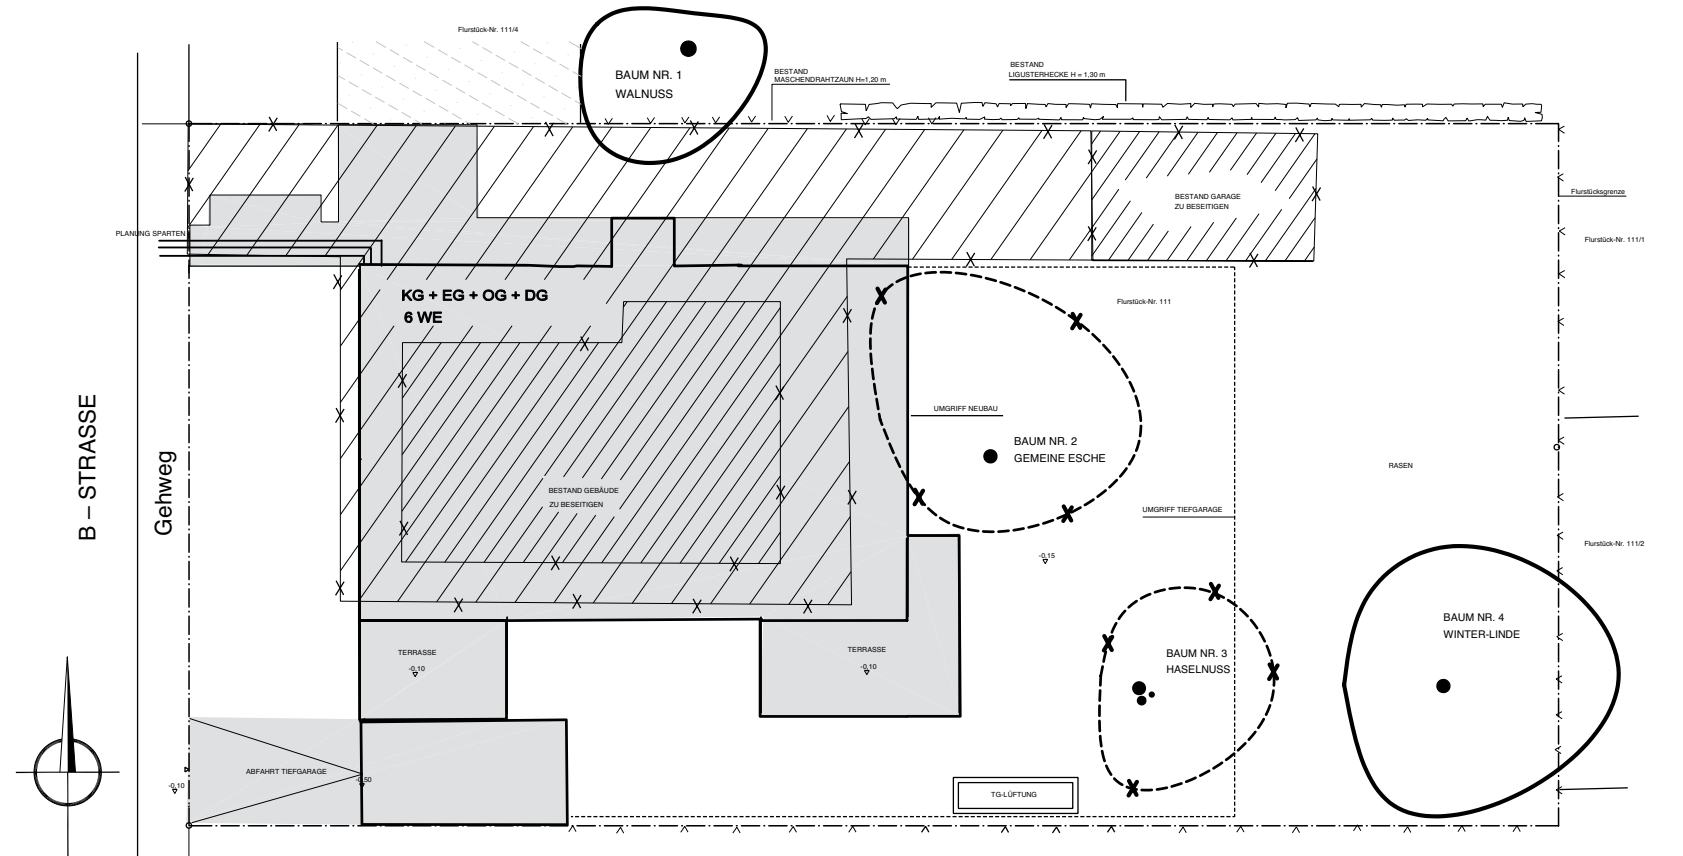 Flurstück-Nr. 111/4
BAUM NR. 1
WALNUSS
BESTAND
MASCHENDRAHTZAUN H=1,20 m
BESTAND
LIGUSTERHECKE H = 1,30 m
BESTAND GARAGE
ZU BESEITIGEN
Flurstücksgrenze
PLANUNG SPARTEN
Flurstück-Nr. 111/1
KG + EG + OG + DG
6 WE
Flurstück-Nr. 111
UMGRIFF NEUBAU
B – STRASSE
Gehweg
BAUM NR. 2
GEMEINE ESCHE
RASEN
BESTAND GEBÄUDE
ZU BESEITIGEN
UMGRIFF TIEFGARAGE
Flurstück-Nr. 111/2
-0,15
BAUM NR. 4
WINTER-LINDE
TERRASSE
-0,10
TERRASSE
-0,10
BAUM NR. 3
HASELNUSS
ABFAHRT TIEFGARAGE
-0,10
TG-LÜFTUNG